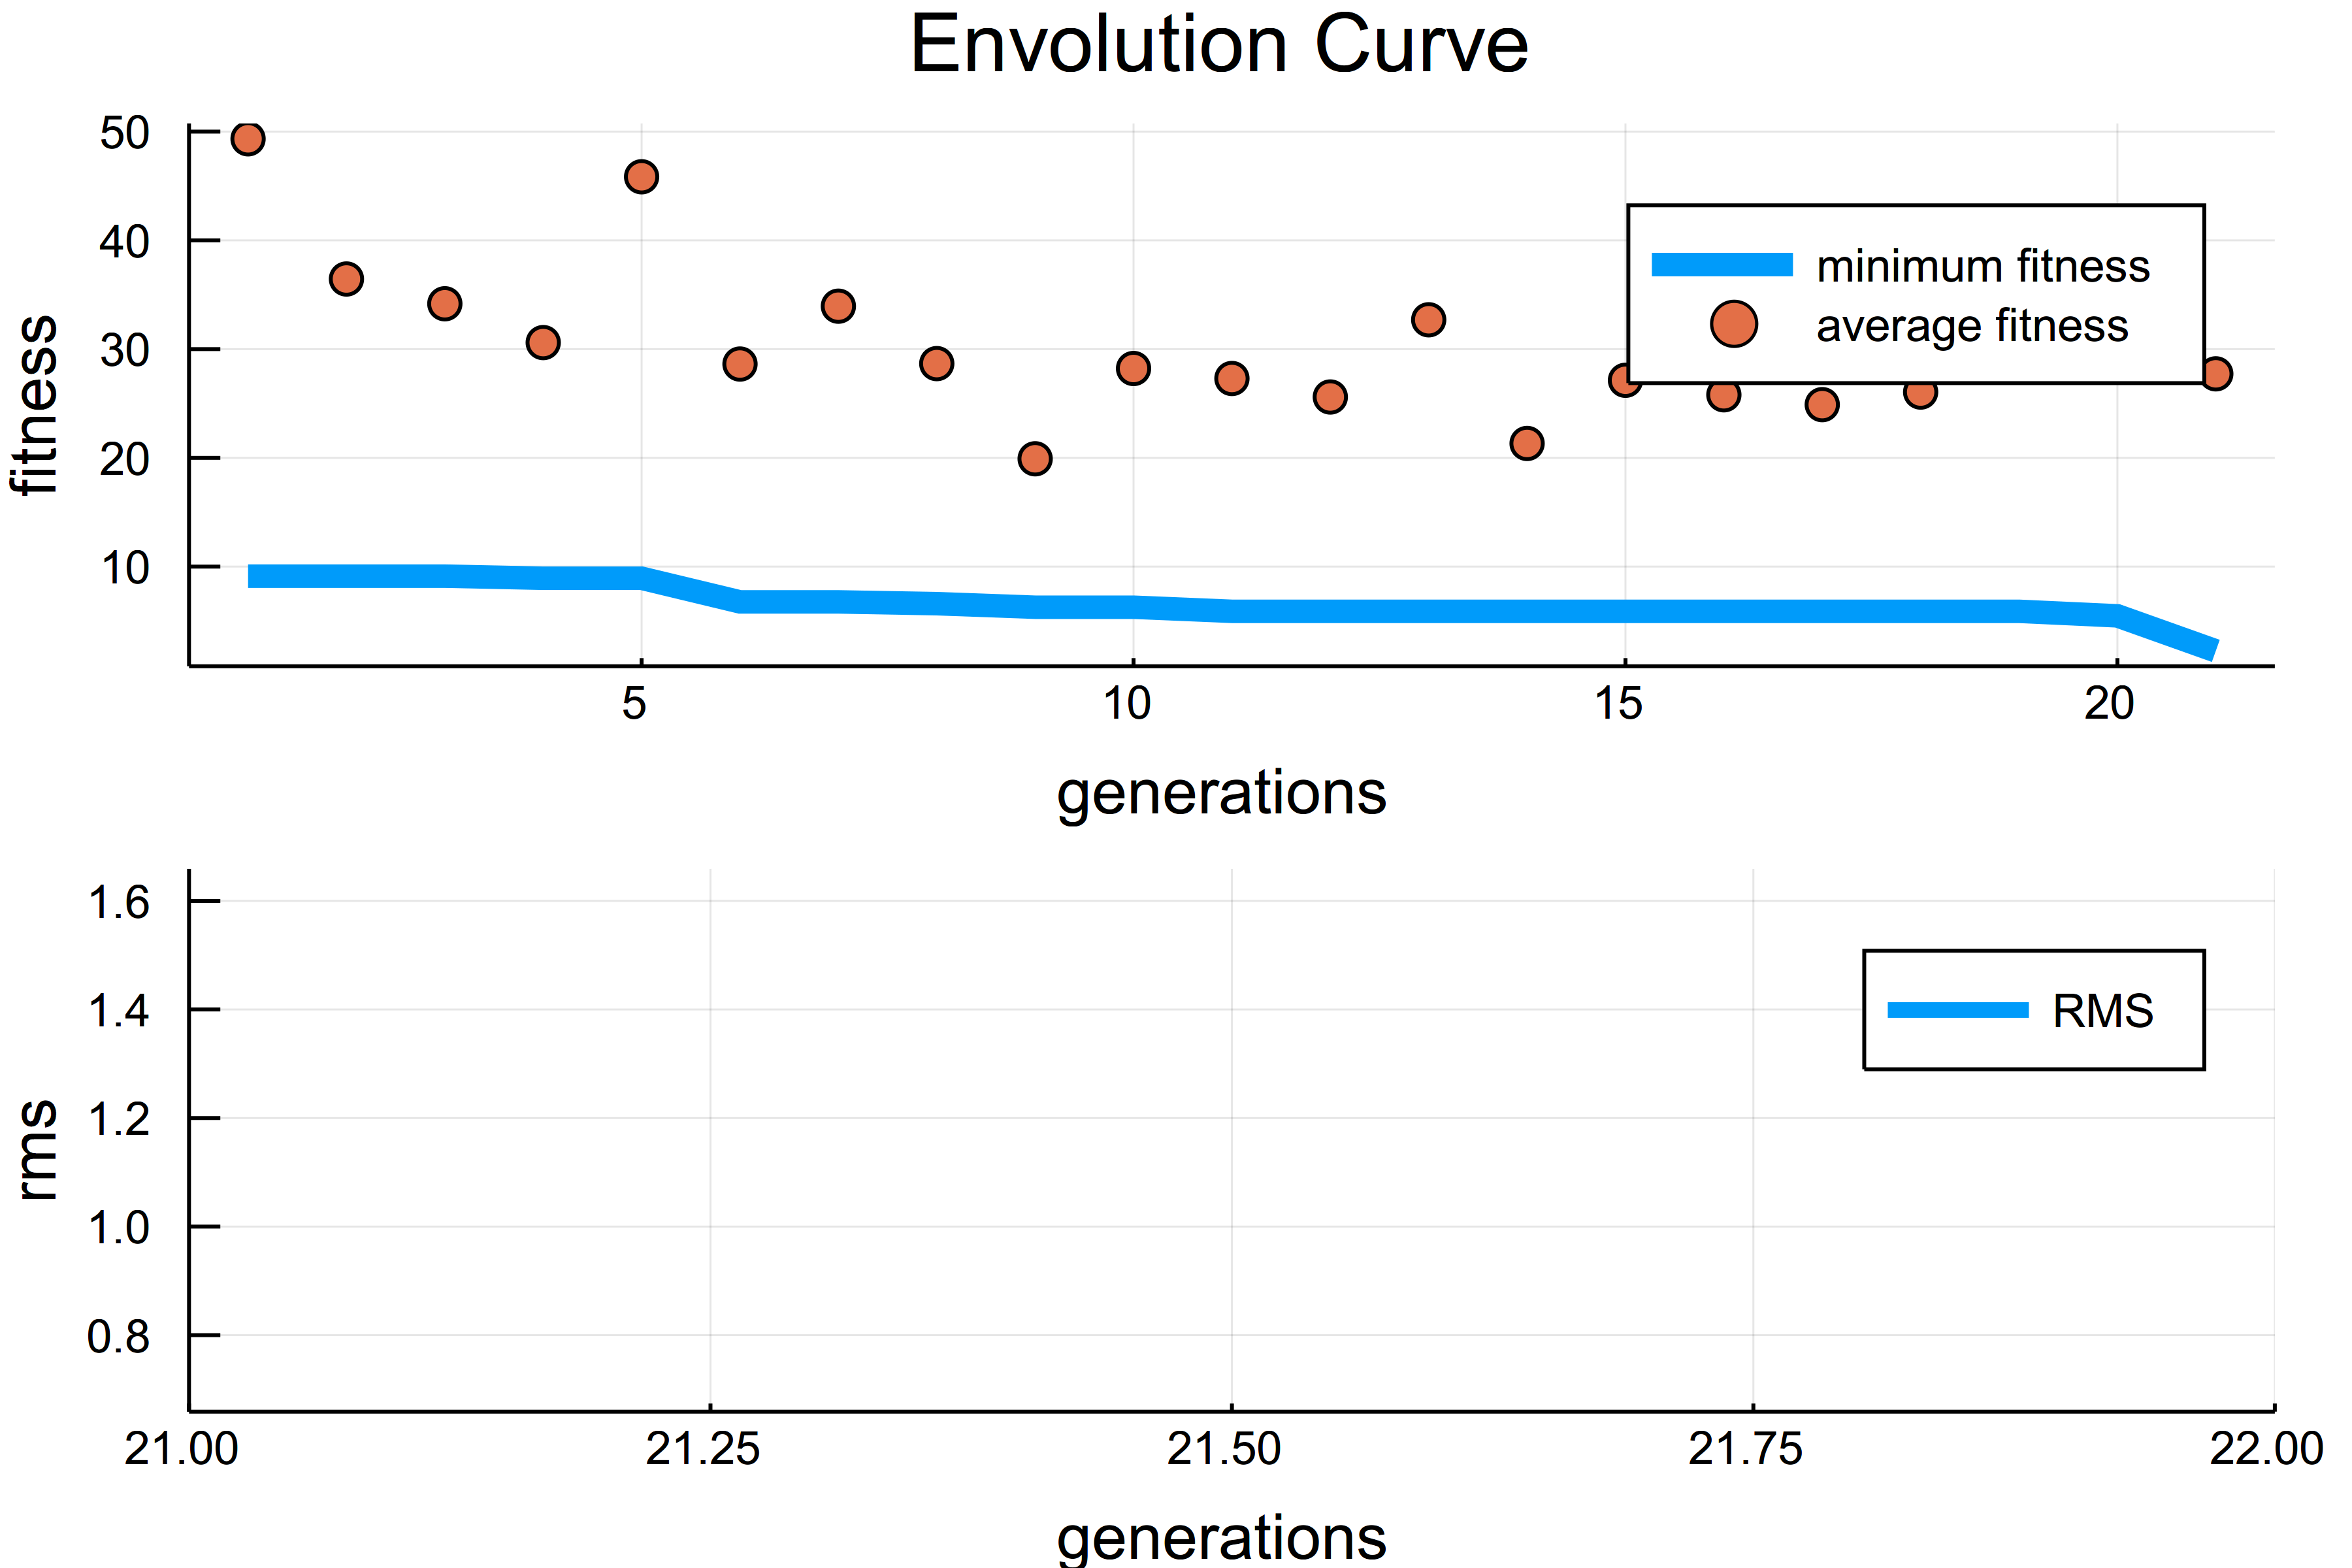 Envolution Curve
50
40
30
20
10
fitness
minimum fitness
average fitness
5 10 15 20
generations
1.6
1.4
1.2
1.0
0.8
rms
RMS
21.00 21.25 21.50 21.75 22.00
generations